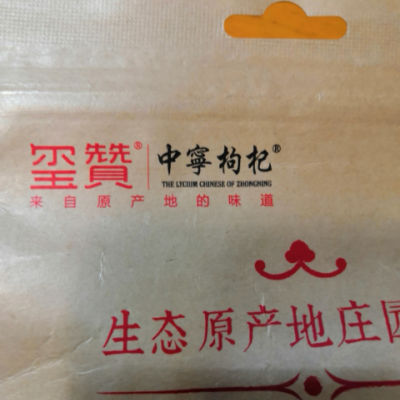 玺贊® 中寧枸杞®
THE LYCIUM CHINESE OF ZHONGNING
来自原产地的味道
生态原产地庄园